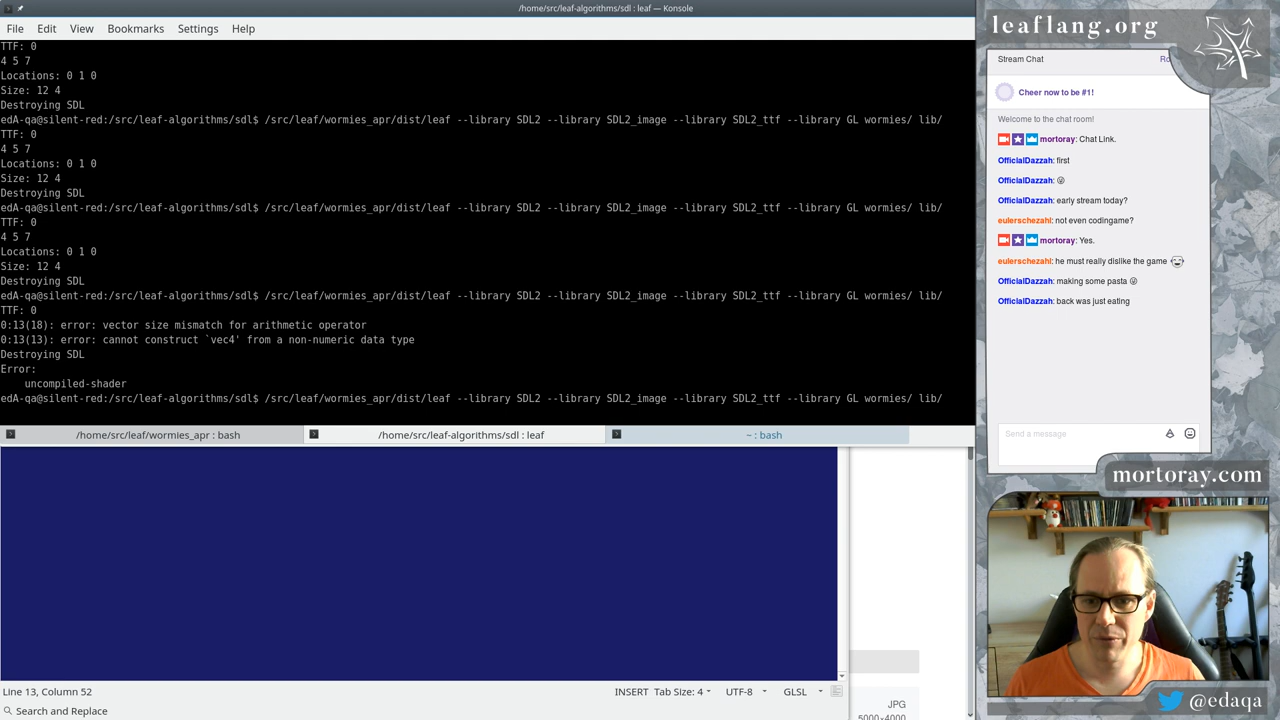 /home/src/leaf-algorithms/sdl : leaf — Konsole
File Edit View Bookmarks Settings Help
TTF: 0
4 5 7
Locations: 0 1 0
Size: 12 4
Destroying SDL
edA-qa@silent-red:/src/leaf-algorithms/sdl$ /src/leaf/wormies_apr/dist/leaf --library SDL2 --library SDL2_image --library SDL2_ttf --library GL wormies/ lib/
TTF: 0
4 5 7
Locations: 0 1 0
Size: 12 4
Destroying SDL
edA-qa@silent-red:/src/leaf-algorithms/sdl$ /src/leaf/wormies_apr/dist/leaf --library SDL2 --library SDL2_image --library SDL2_ttf --library GL wormies/ lib/
TTF: 0
4 5 7
Locations: 0 1 0
Size: 12 4
Destroying SDL
edA-qa@silent-red:/src/leaf-algorithms/sdl$ /src/leaf/wormies_apr/dist/leaf --library SDL2 --library SDL2_image --library SDL2_ttf --library GL wormies/ lib/
TTF: 0
0:13(18): error: vector size mismatch for arithmetic operator
0:13(13): error: cannot construct `vec4' from a non-numeric data type
Destroying SDL
Error:
uncompiled-shader
edA-qa@silent-red:/src/leaf-algorithms/sdl$ /src/leaf/wormies_apr/dist/leaf --library SDL2 --library SDL2_image --library SDL2_ttf --library GL wormies/ lib/
/home/src/leaf/wormies_apr : bash
/home/src/leaf-algorithms/sdl : leaf
~ : bash
JPG
5000×4000
Line 13, Column 52
INSERT Tab Size: 4 UTF-8 GLSL
Search and Replace
leaflang.org
Stream Chat
Ro
Cheer now to be #1!
Welcome to the chat room!
mortoray: Chat Link.
OfficialDazzah: first
OfficialDazzah:
OfficialDazzah: early stream today?
eulerschezahl: not even codingame?
mortoray: Yes.
eulerschezahl: he must really dislike the game
OfficialDazzah: making some pasta
OfficialDazzah: back was just eating
Send a message
mortoray.com
@edaqa